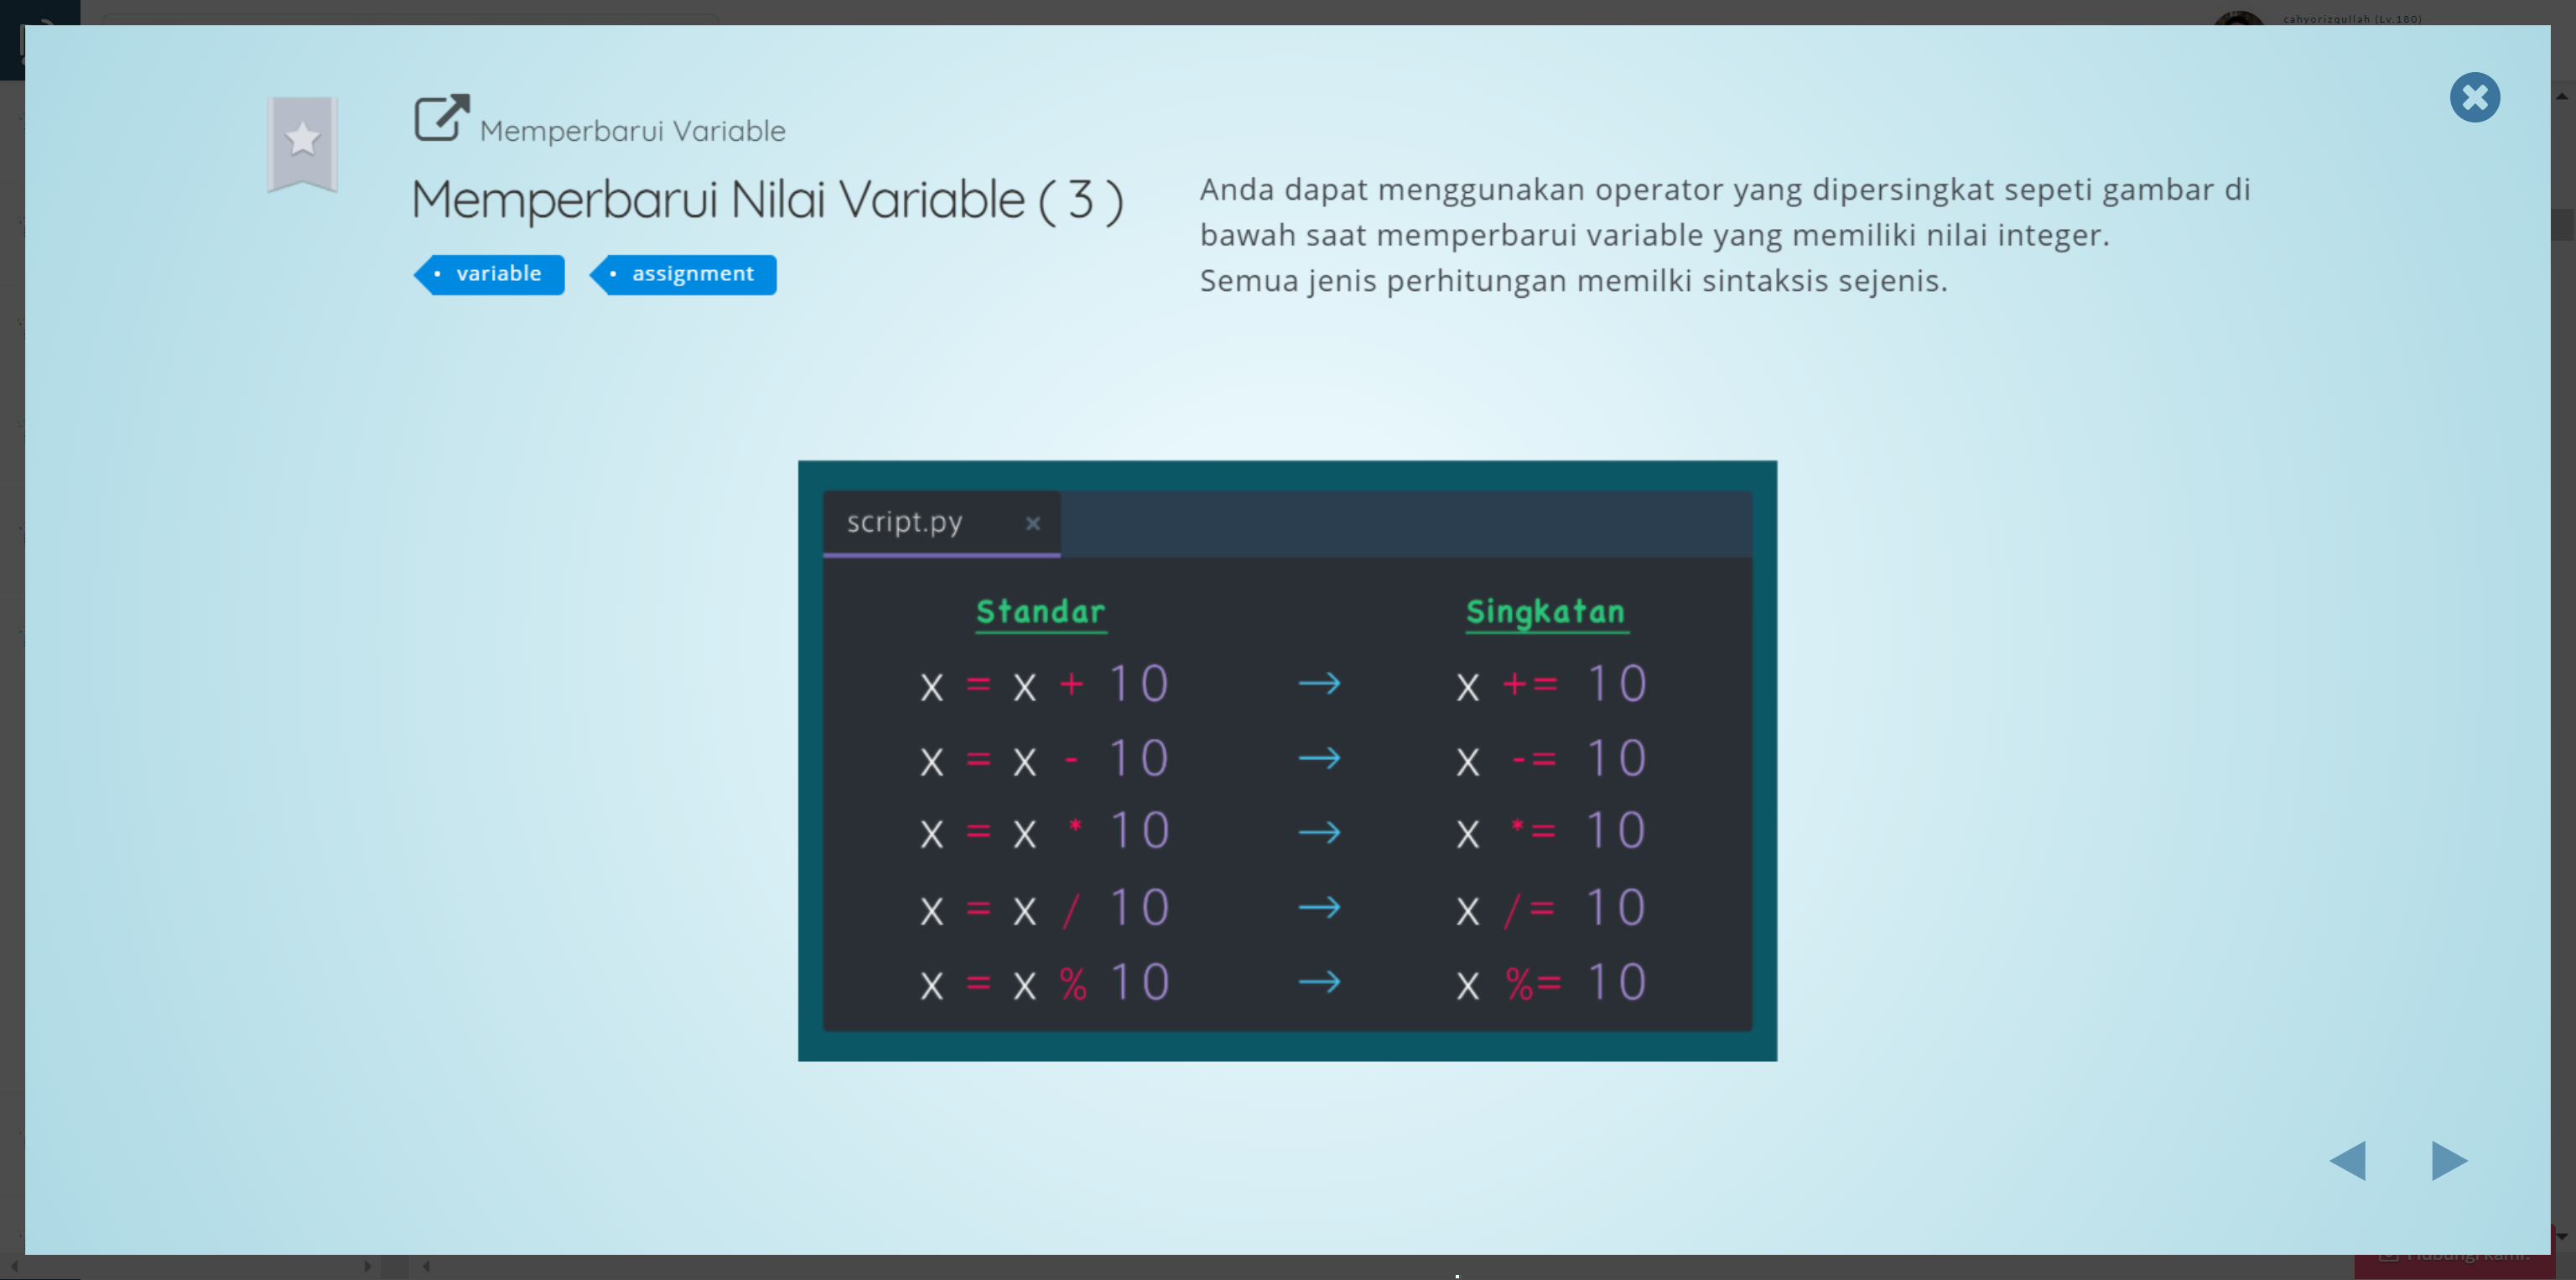 cahyorizqullah (Lv.180)
Memperbarui Variable
Memperbarui Nilai Variable ( 3 )
variable
assignment
Anda dapat menggunakan operator yang dipersingkat sepeti gambar di
bawah saat memperbarui variable yang memiliki nilai integer.
Semua jenis perhitungan memilki sintaksis sejenis.
script.py
Standar
Singkatan
x = x + 10 → x += 10
x = x - 10 → x -= 10
x = x * 10 → x *= 10
x = x / 10 → x /= 10
x = x % 10 → x %= 10
Hubungi kami.